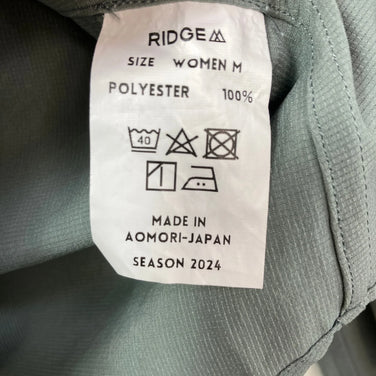 RIDGE
SIZE WOMEN M
POLYESTER 100%
40
MADE IN
AOMORI-JAPAN
SEASON 2024